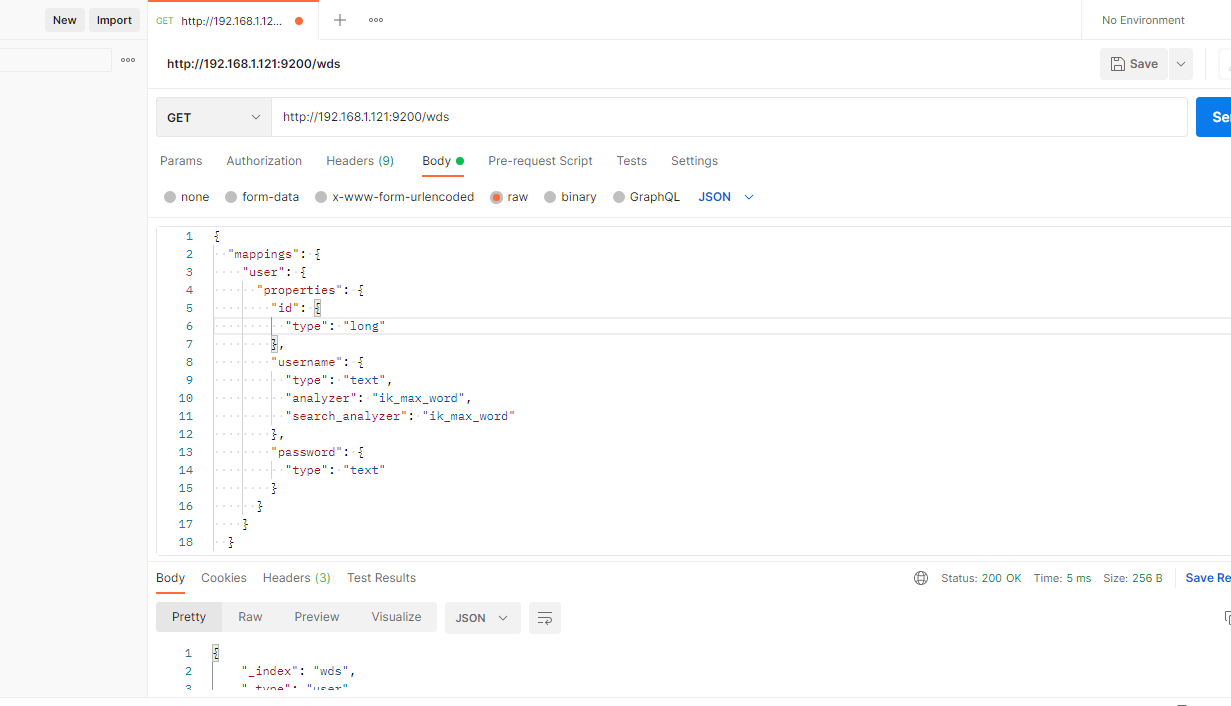 New Import GET http://192.168.1.12... No Environment
http://192.168.1.121:9200/wds Save
GET http://192.168.1.121:9200/wds Se
Params Authorization Headers (9) Body Pre-request Script Tests Settings
none form-data x-www-form-urlencoded raw binary GraphQL JSON
1 {
2 "mappings": {
3 "user": {
4 "properties": {
5 "id": {
6 "type": "long"
7 },
8 "username": {
9 "type": "text",
10 "analyzer": "ik_max_word",
11 "search_analyzer": "ik_max_word"
12 },
13 "password": {
14 "type": "text"
15 }
16 }
17 }
18 }
Body Cookies Headers (3) Test Results Status: 200 OK Time: 5 ms Size: 256 B Save Re
Pretty Raw Preview Visualize JSON
1 {
2 "_index": "wds",
3 "_type": "user"